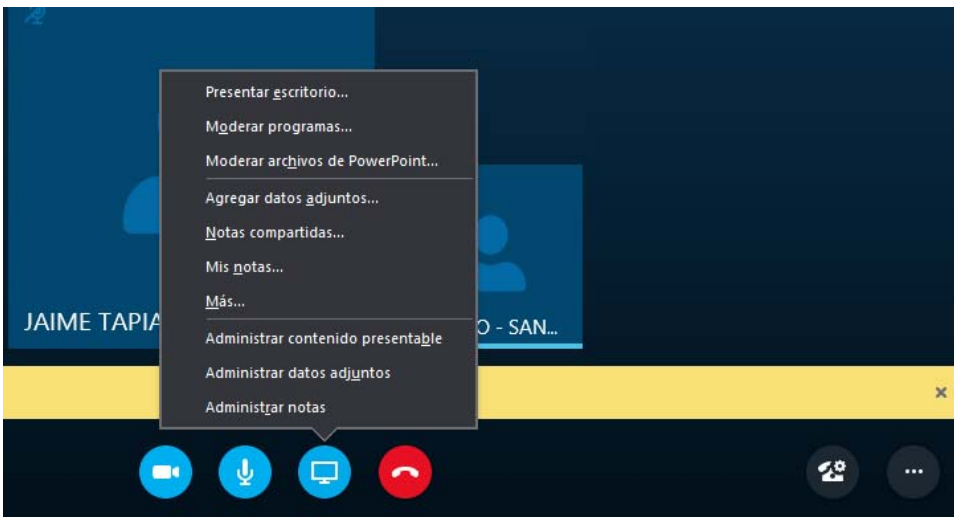 Presentar escritorio...
Moderar programas...
Moderar archivos de PowerPoint...
Agregar datos adjuntos...
Notas compartidas...
Mis notas...
Más...
JAIME TAPIA
O - SAN...
Administrar contenido presentable
Administrar datos adjuntos
Administrar notas